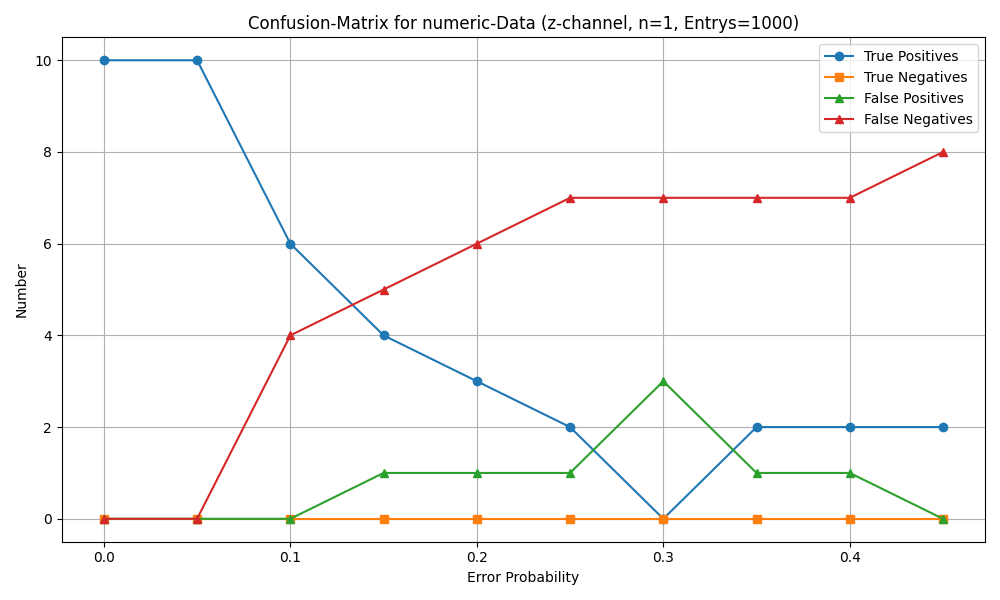 Confusion-Matrix for numeric-Data (z-channel, n=1, Entrys=1000)
True Positives
True Negatives
False Positives
False Negatives
10
8
6
4
2
0
Number
0.0 0.1 0.2 0.3 0.4
Error Probability